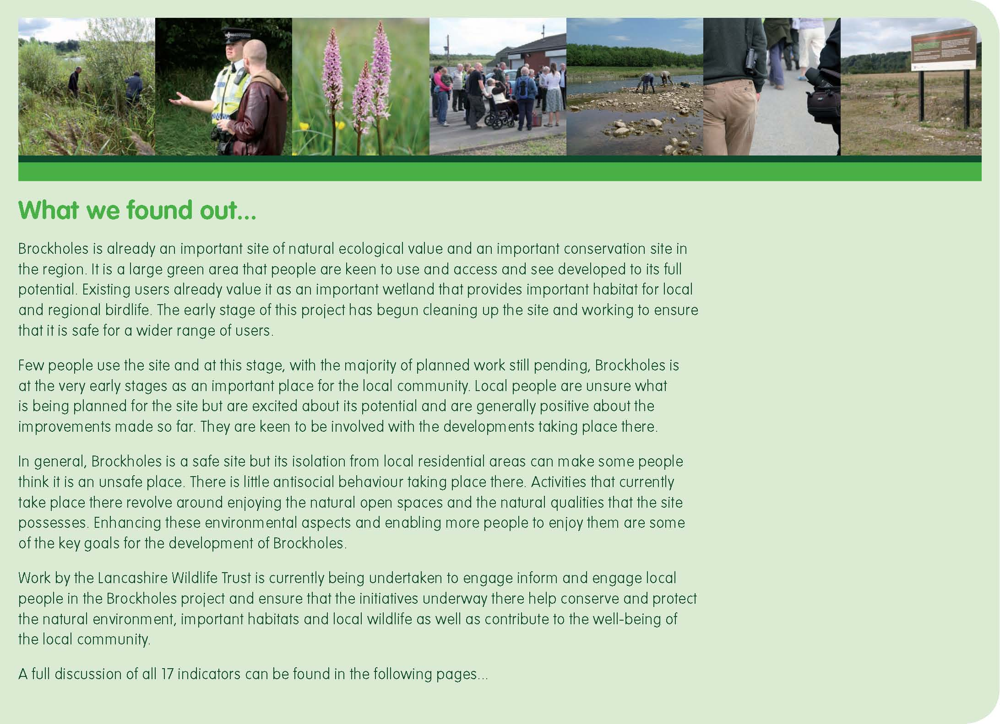 What we found out...
Brockholes is already an important site of natural ecological value and an important conservation site in
the region. It is a large green area that people are keen to use and access and see developed to its full
potential. Existing users already value it as an important wetland that provides important habitat for local
and regional birdlife. The early stage of this project has begun cleaning up the site and working to ensure
that it is safe for a wider range of users.
Few people use the site and at this stage, with the majority of planned work still pending, Brockholes is
at the very early stages as an important place for the local community. Local people are unsure what
is being planned for the site but are excited about its potential and are generally positive about the
improvements made so far. They are keen to be involved with the developments taking place there.
In general, Brockholes is a safe site but its isolation from local residential areas can make some people
think it is an unsafe place. There is little antisocial behaviour taking place there. Activities that currently
take place there revolve around enjoying the natural open spaces and the natural qualities that the site
possesses. Enhancing these environmental aspects and enabling more people to enjoy them are some
of the key goals for the development of Brockholes.
Work by the Lancashire Wildlife Trust is currently being undertaken to engage inform and engage local
people in the Brockholes project and ensure that the initiatives underway there help conserve and protect
the natural environment, important habitats and local wildlife as well as contribute to the well-being of
the local community.
A full discussion of all 17 indicators can be found in the following pages...